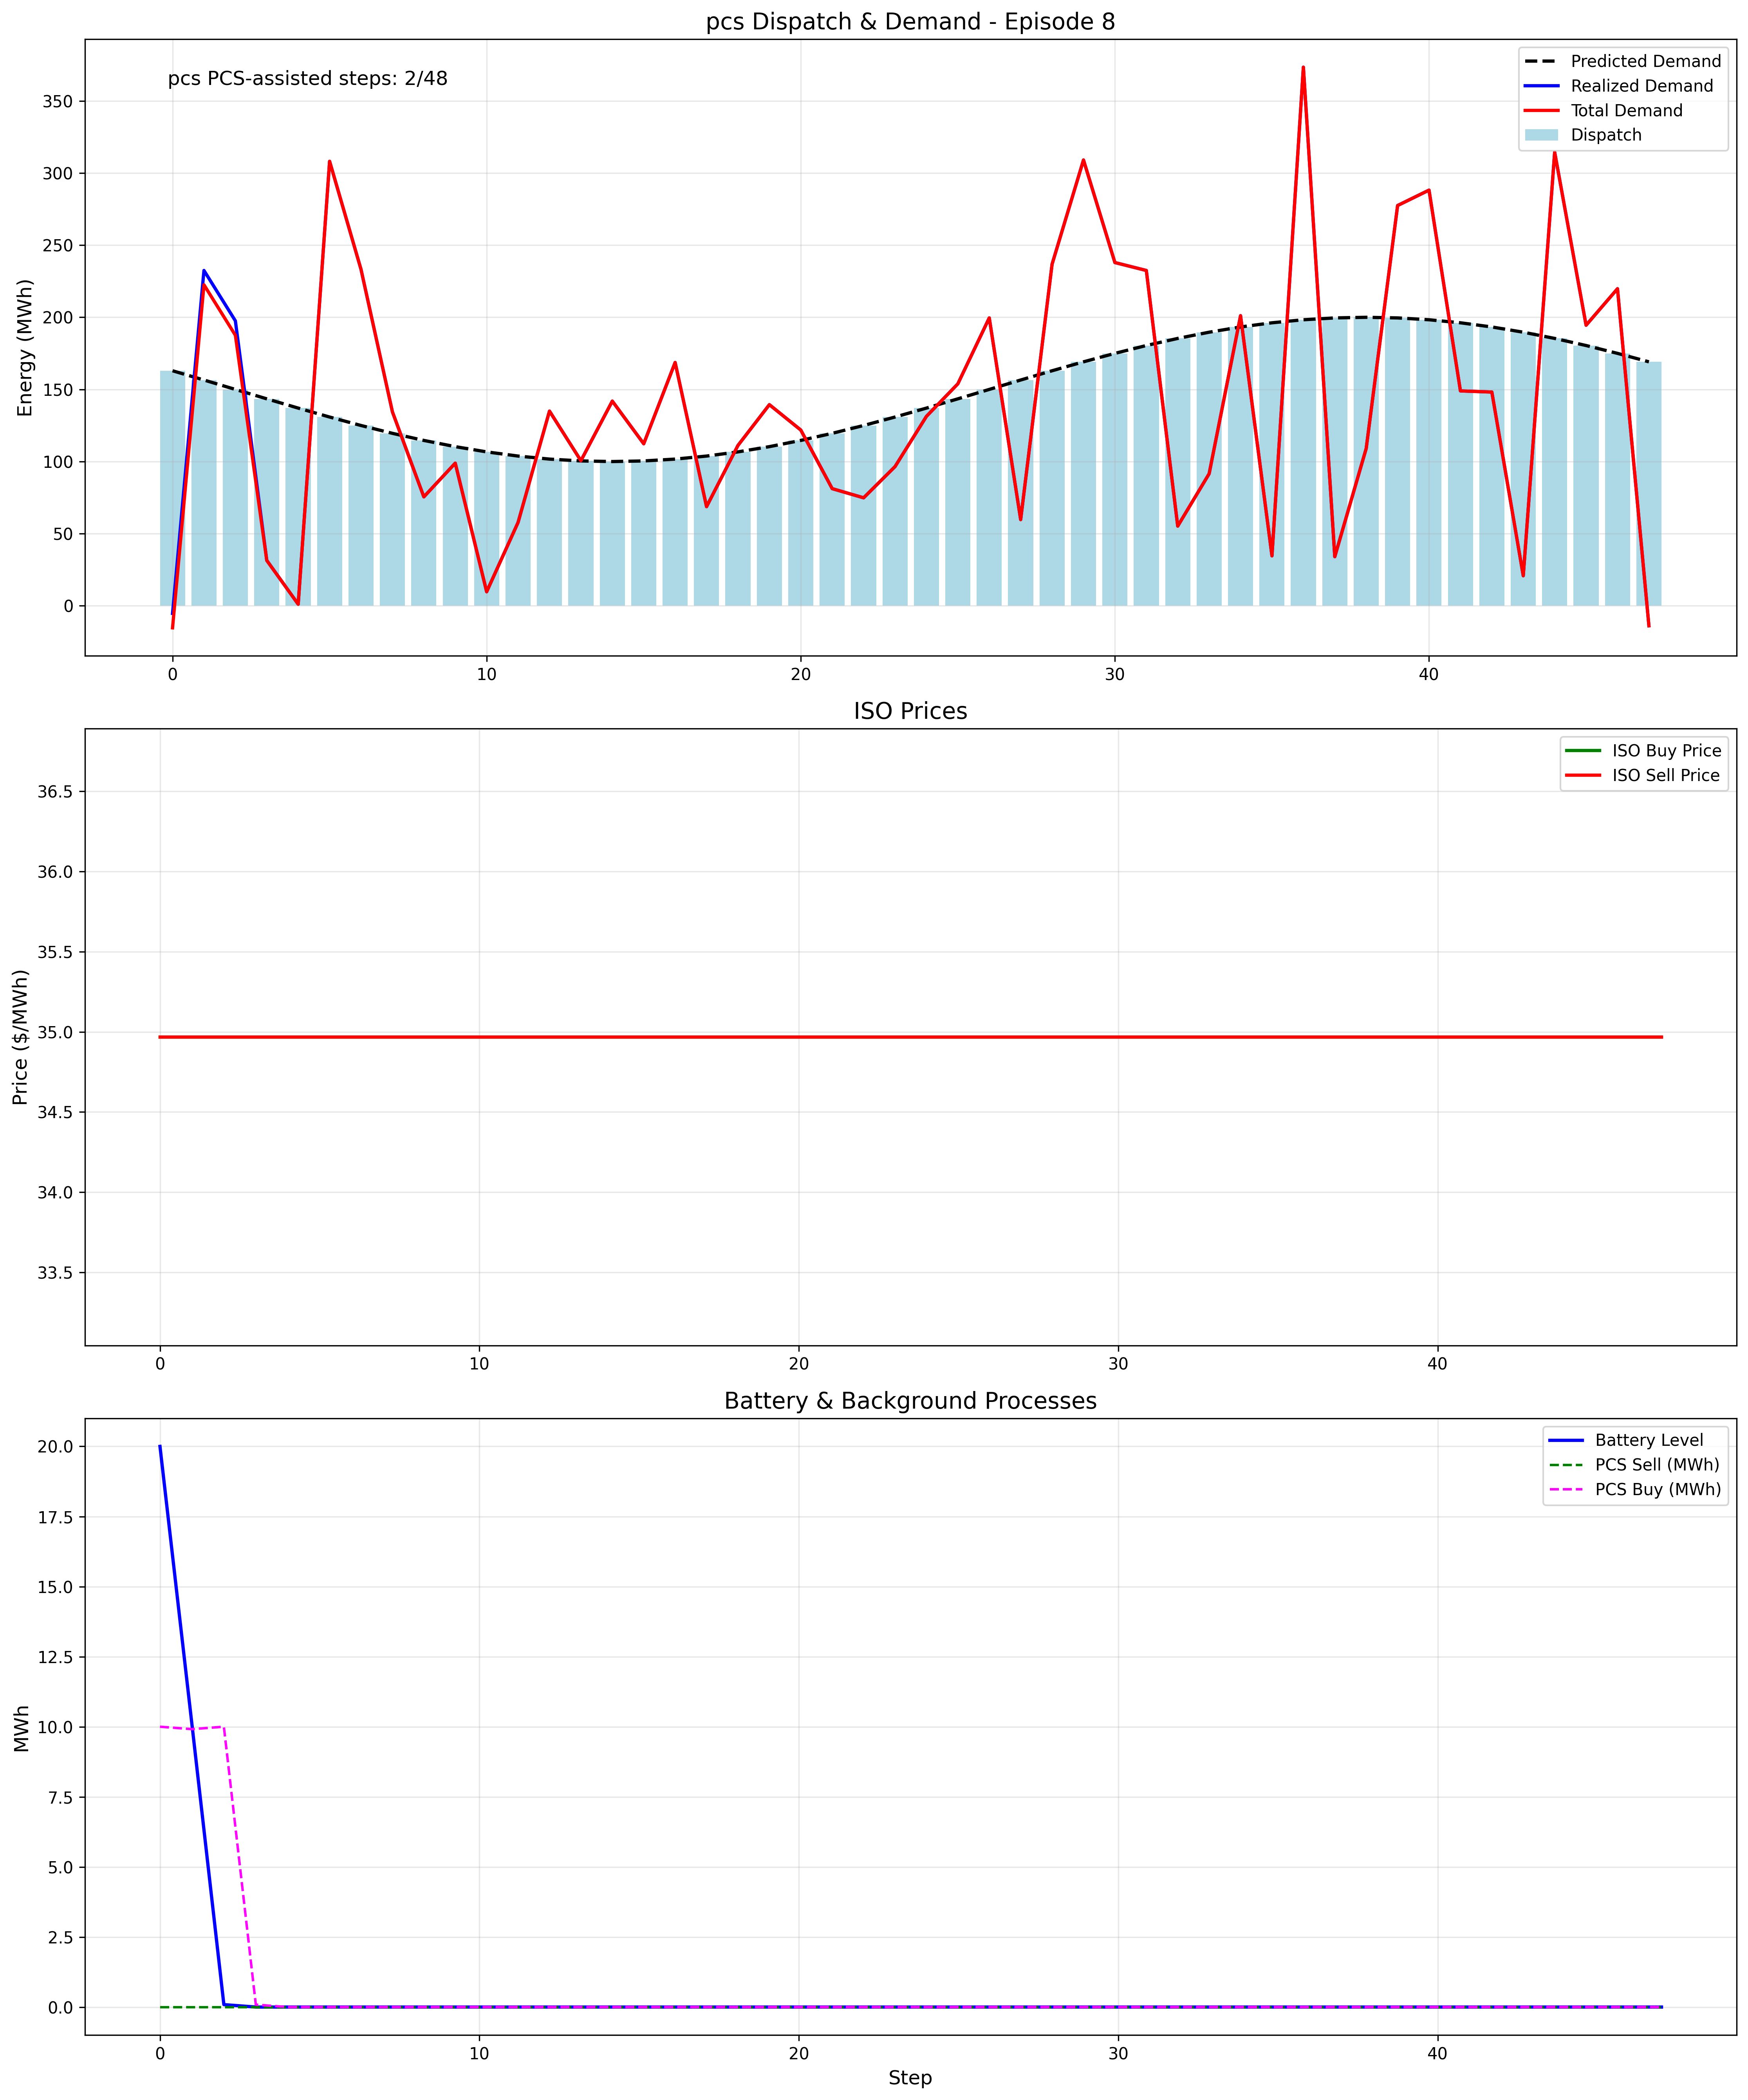 pcs Dispatch & Demand - Episode 8
pcs PCS-assisted steps: 2/48
Predicted Demand
Realized Demand
Total Demand
Dispatch
Energy (MWh)
350
300
250
200
150
100
50
0
0 10 20 30 40
ISO Prices
ISO Buy Price
ISO Sell Price
Price ($/MWh)
36.5
36.0
35.5
35.0
34.5
34.0
33.5
0 10 20 30 40
Battery & Background Processes
Battery Level
PCS Sell (MWh)
PCS Buy (MWh)
MWh
20.0
17.5
15.0
12.5
10.0
7.5
5.0
2.5
0.0
0 10 20 30 40
Step